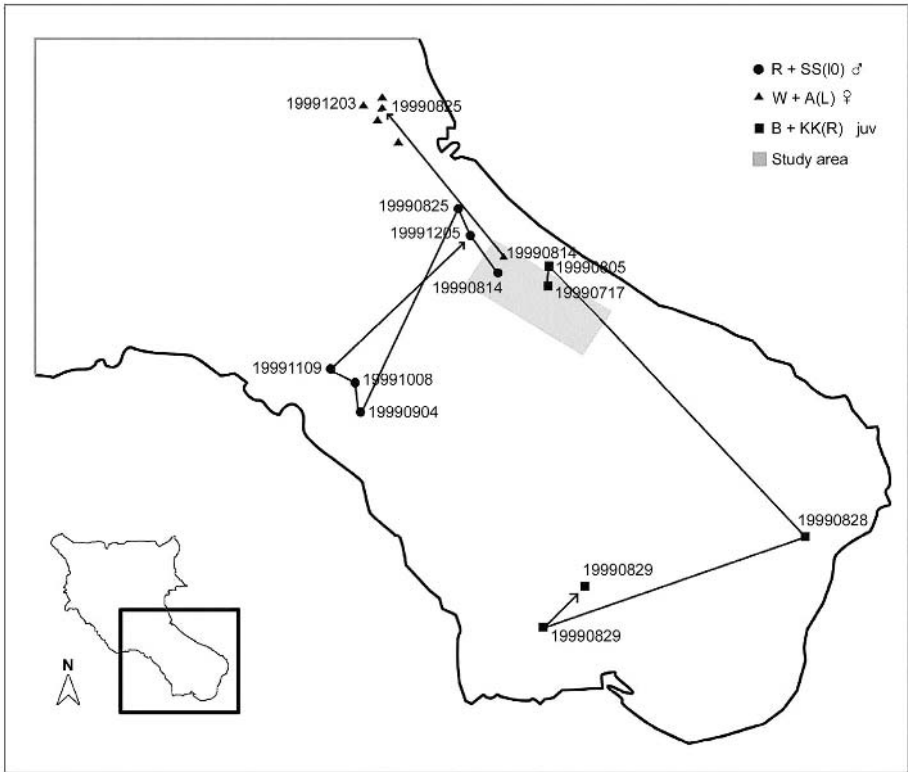 R + SS(I0) ♂
W + A(L) ♀
B + KK(R) juv
Study area
19991203
19990825
19990825
19991205
19990814
19990805
19990814
19990717
19991109
19991008
19990904
19990828
19990829
19990829
N